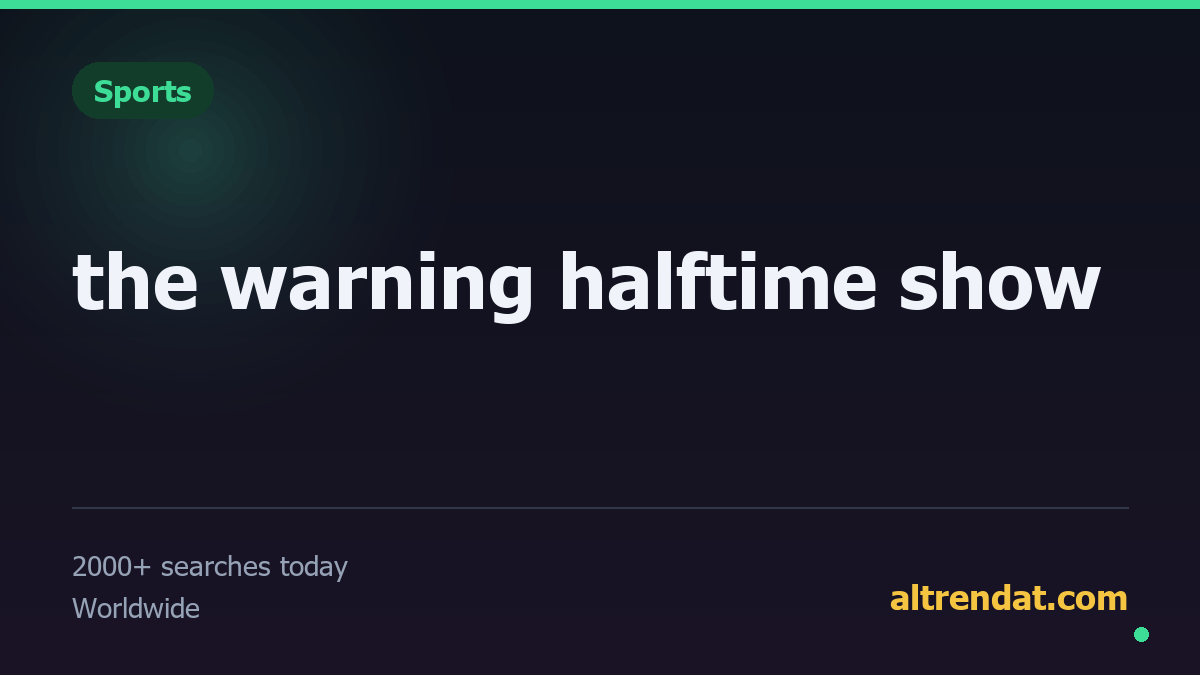 Sports
the warning halftime show
2000+ searches today
Worldwide
altrendat.com